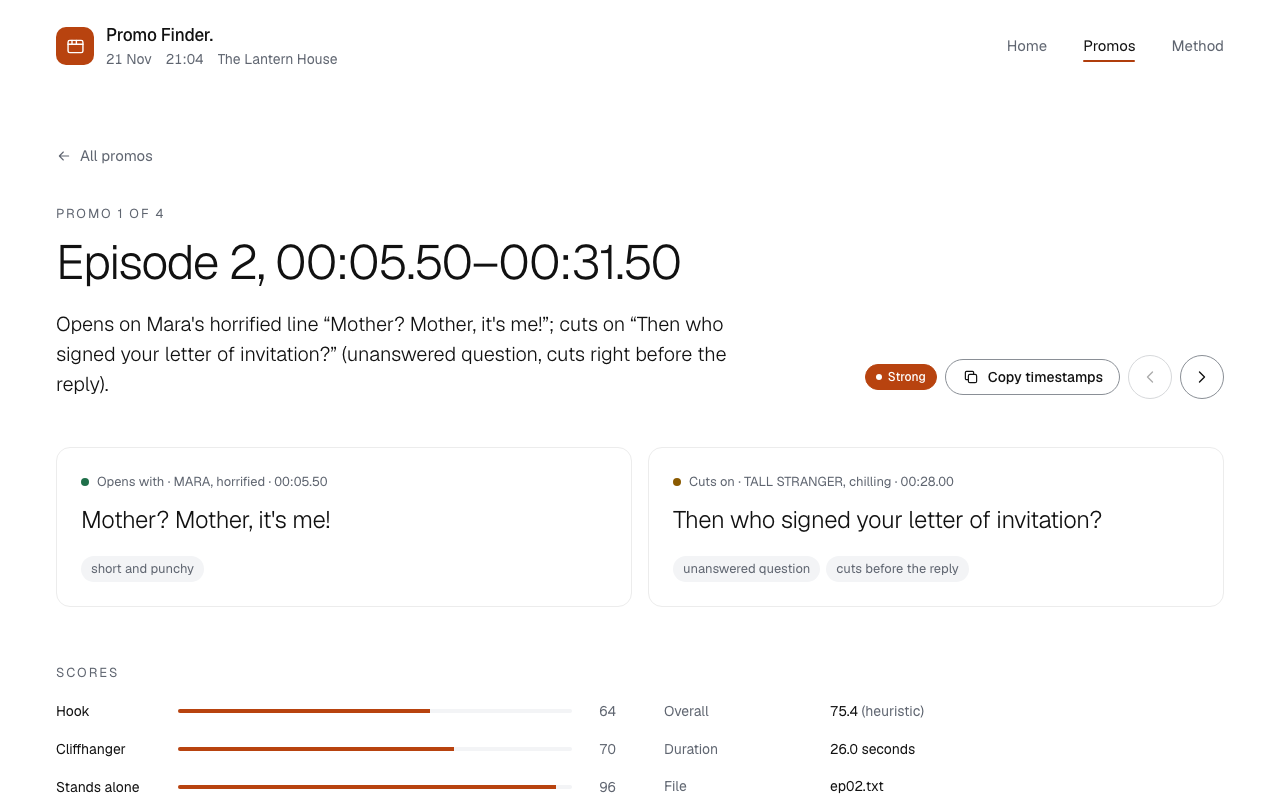 Promo Finder.
21 Nov 21:04 The Lantern House
Home Promos Method
All promos
PROMO 1 OF 4
Episode 2, 00:05.50–00:31.50
Opens on Mara's horrified line “Mother? Mother, it's me!”; cuts on “Then who
signed your letter of invitation?” (unanswered question, cuts right before the
reply).
Strong
Copy timestamps
Opens with · MARA, horrified · 00:05.50
Mother? Mother, it's me!
short and punchy
Cuts on · TALL STRANGER, chilling · 00:28.00
Then who signed your letter of invitation?
unanswered question cuts before the reply
SCORES
Hook 64
Cliffhanger 70
Stands alone 96
Overall 75.4 (heuristic)
Duration 26.0 seconds
File ep02.txt